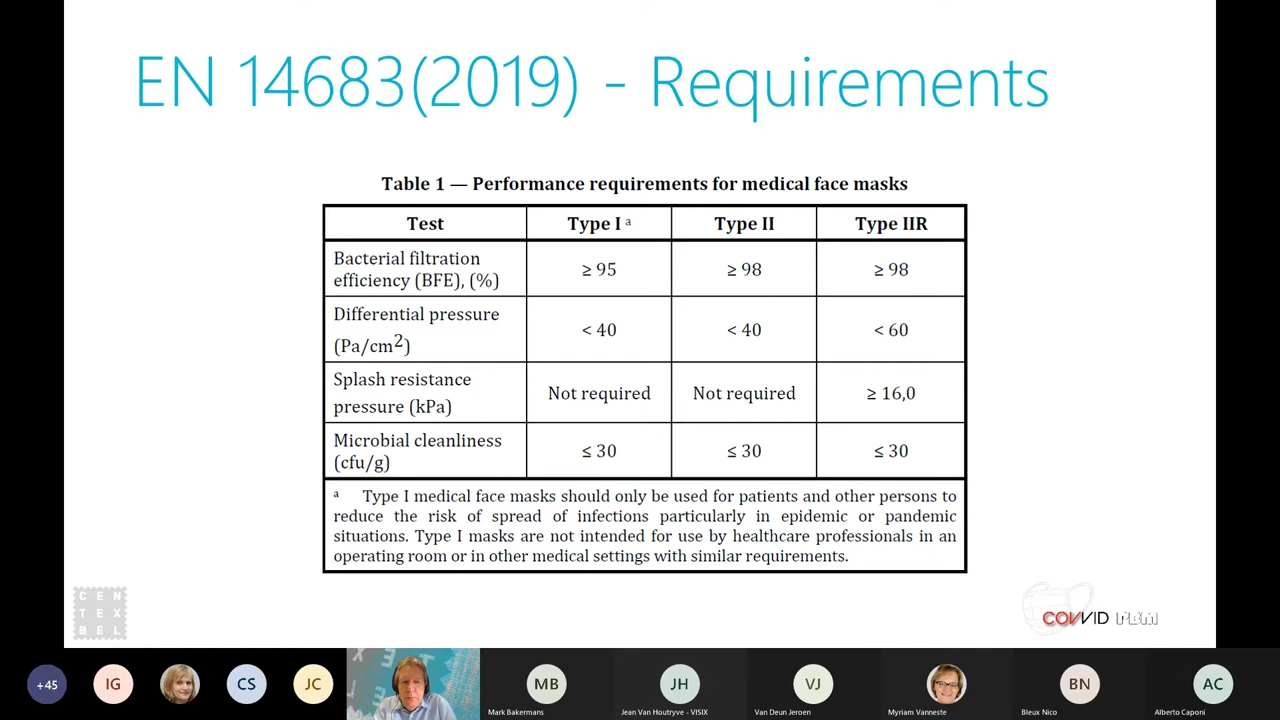 EN 14683(2019) - Requirements
Table 1 — Performance requirements for medical face masks
Test Type I a Type II Type IIR
Bacterial filtration
efficiency (BFE), (%) ≥ 95 ≥ 98 ≥ 98
Differential pressure
(Pa/cm2) < 40 < 40 < 60
Splash resistance
pressure (kPa) Not required Not required ≥ 16,0
Microbial cleanliness
(cfu/g) ≤ 30 ≤ 30 ≤ 30
a Type I medical face masks should only be used for patients and other persons to
reduce the risk of spread of infections particularly in epidemic or pandemic
situations. Type I masks are not intended for use by healthcare professionals in an
operating room or in other medical settings with similar requirements.
CEN
TEX
BEL
COVVID PBM
+45 IG CS JC MB JH VJ BN AC
Mark Bakermans Jean Van Houtryve - VISIX Van Deun Jeroen Myriam Vanneste Bleux Nico Alberto Caponi